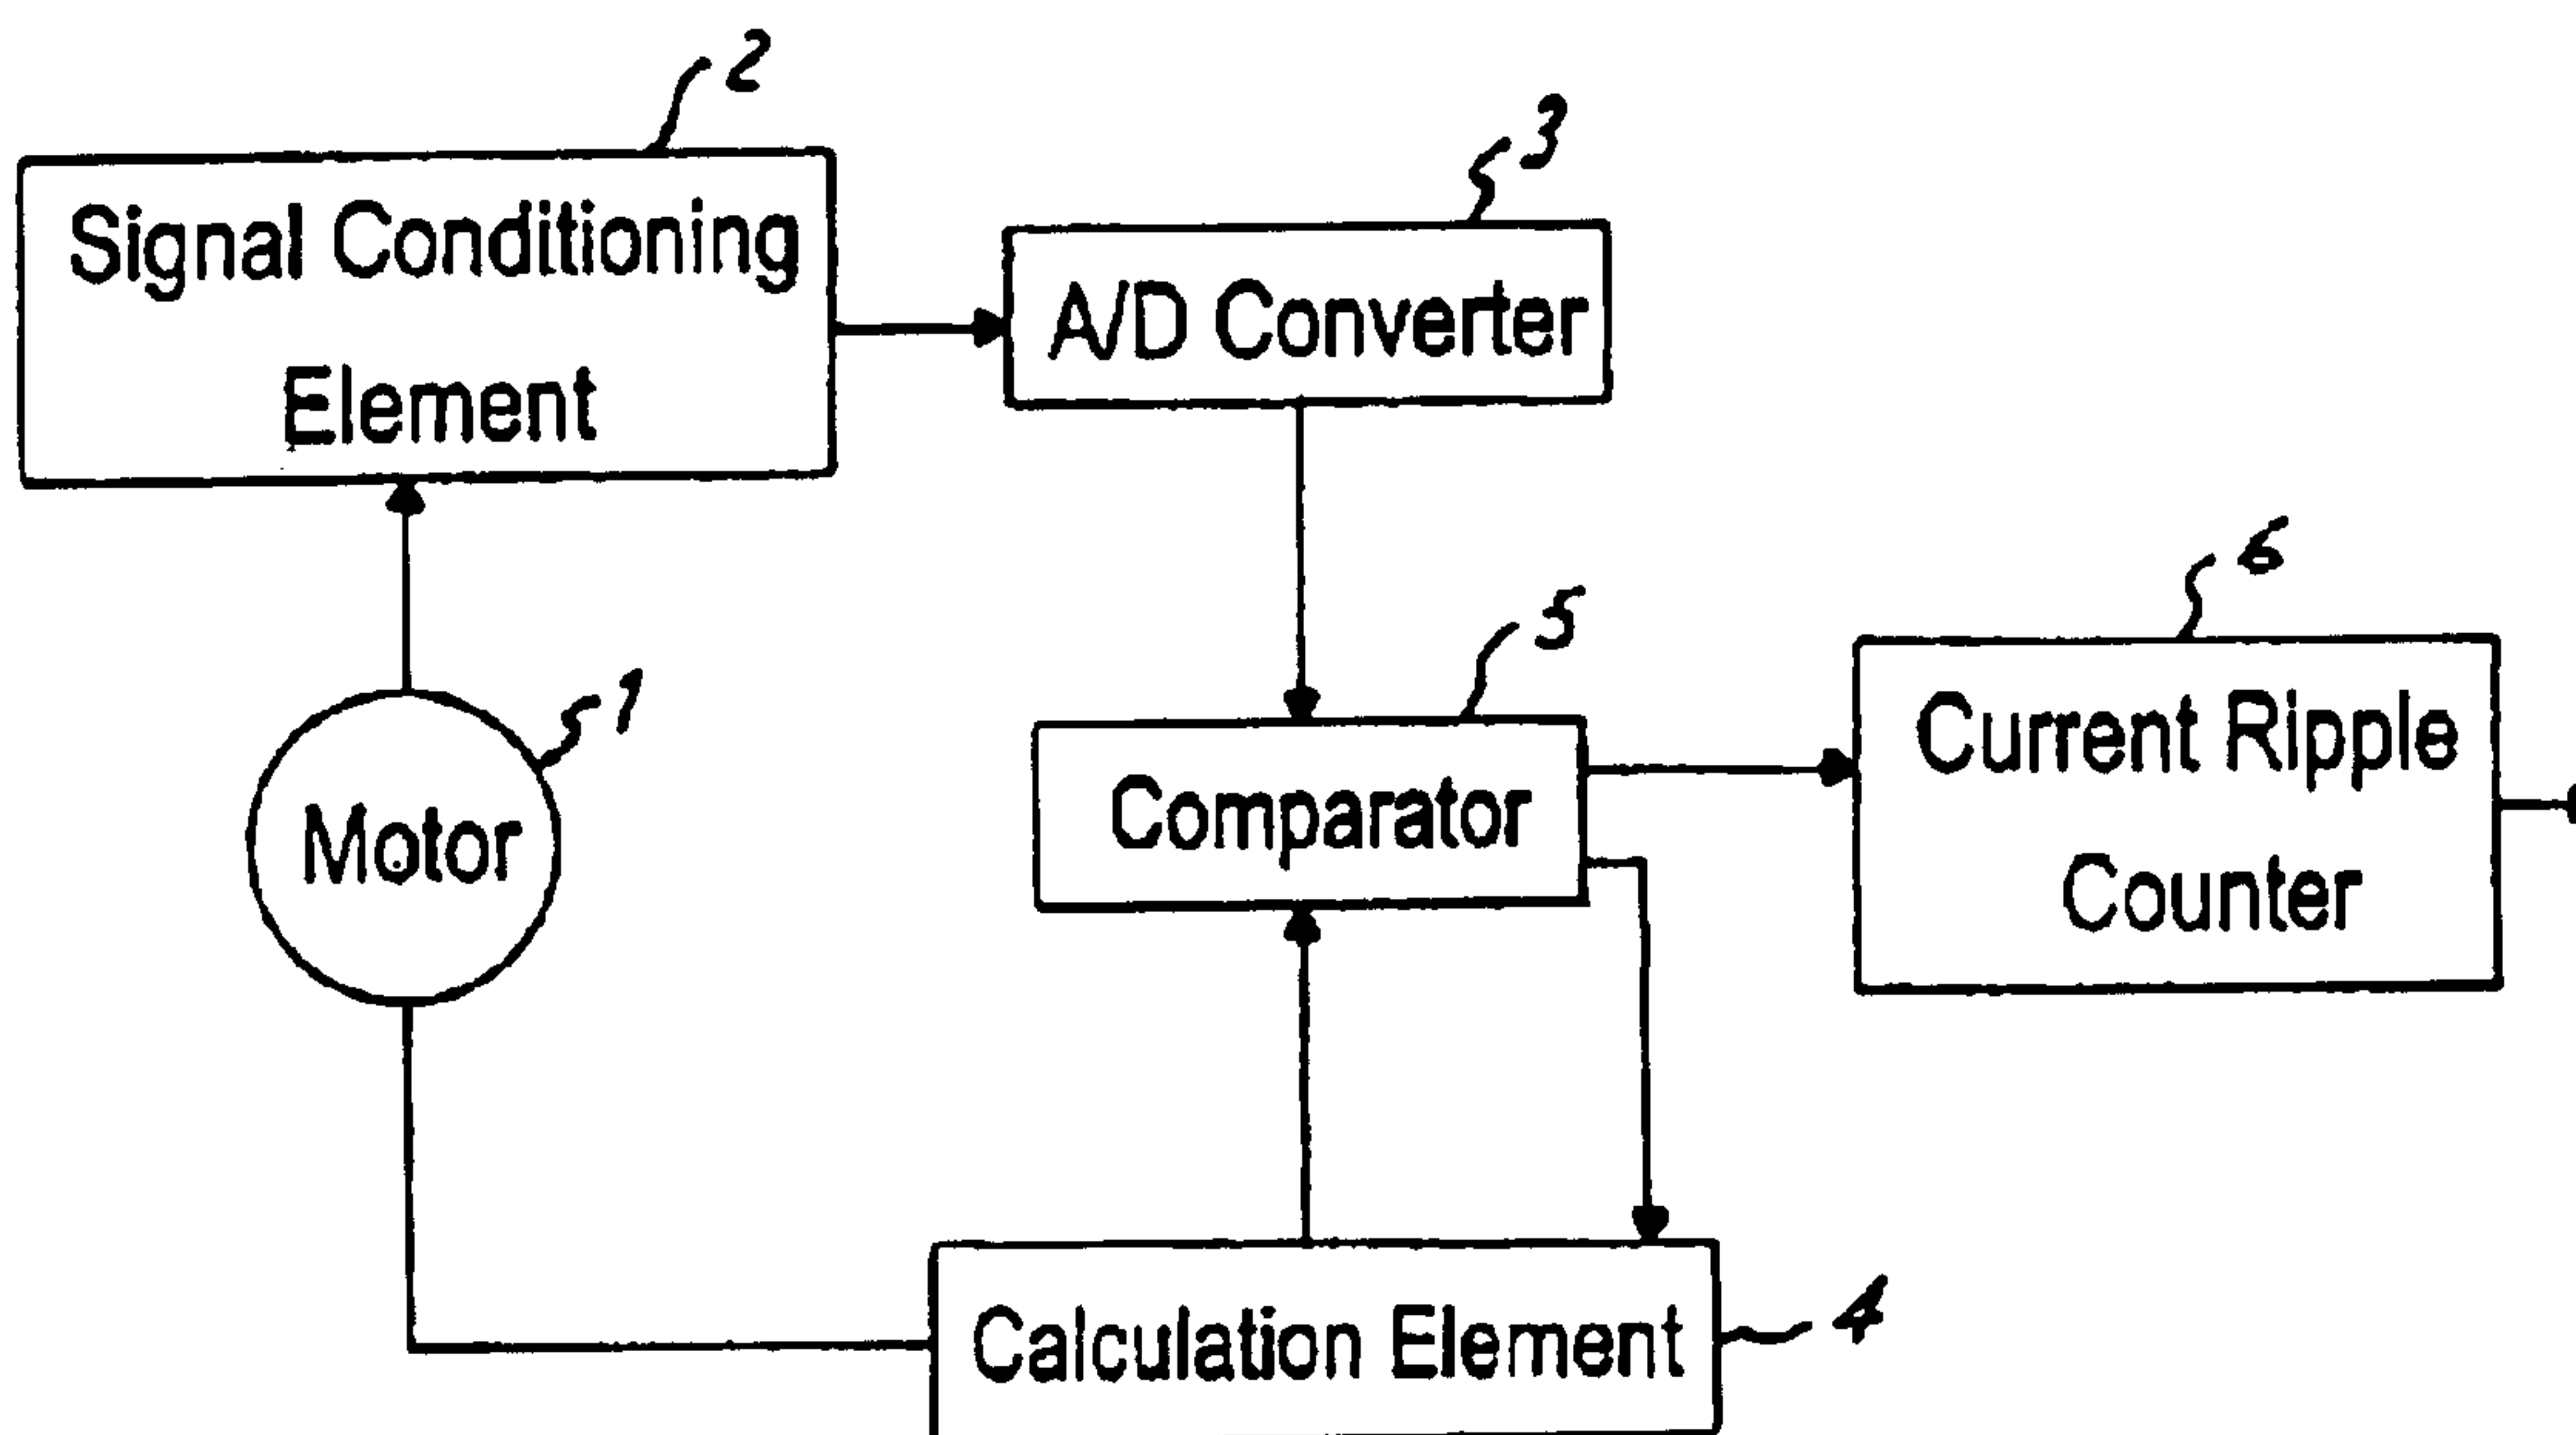 2
Signal Conditioning
Element
3
A/D Converter
1
Motor
5
Comparator
6
Current Ripple
Counter
Calculation Element
4